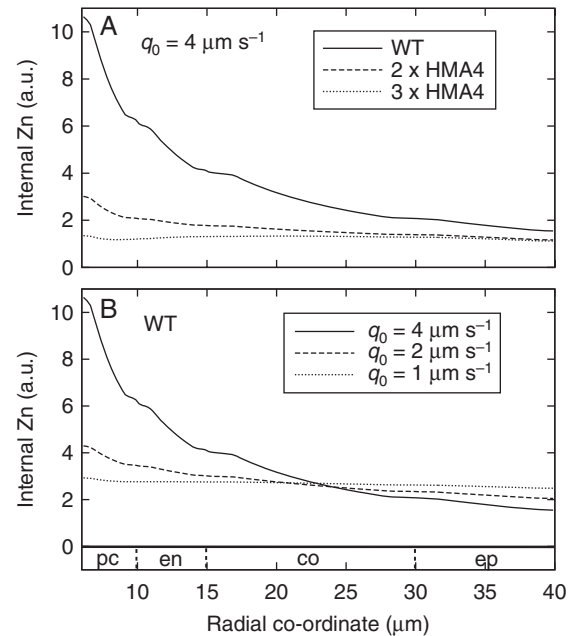 A
q₀ = 4 µm s⁻¹
WT
2 x HMA4
3 x HMA4
10
8
6
4
2
0
Internal Zn (a.u.)
B
WT
q₀ = 4 µm s⁻¹
q₀ = 2 µm s⁻¹
q₀ = 1 µm s⁻¹
10
8
6
4
2
0
Internal Zn (a.u.)
pc en co ep
10 15 20 25 30 35 40
Radial co-ordinate (µm)